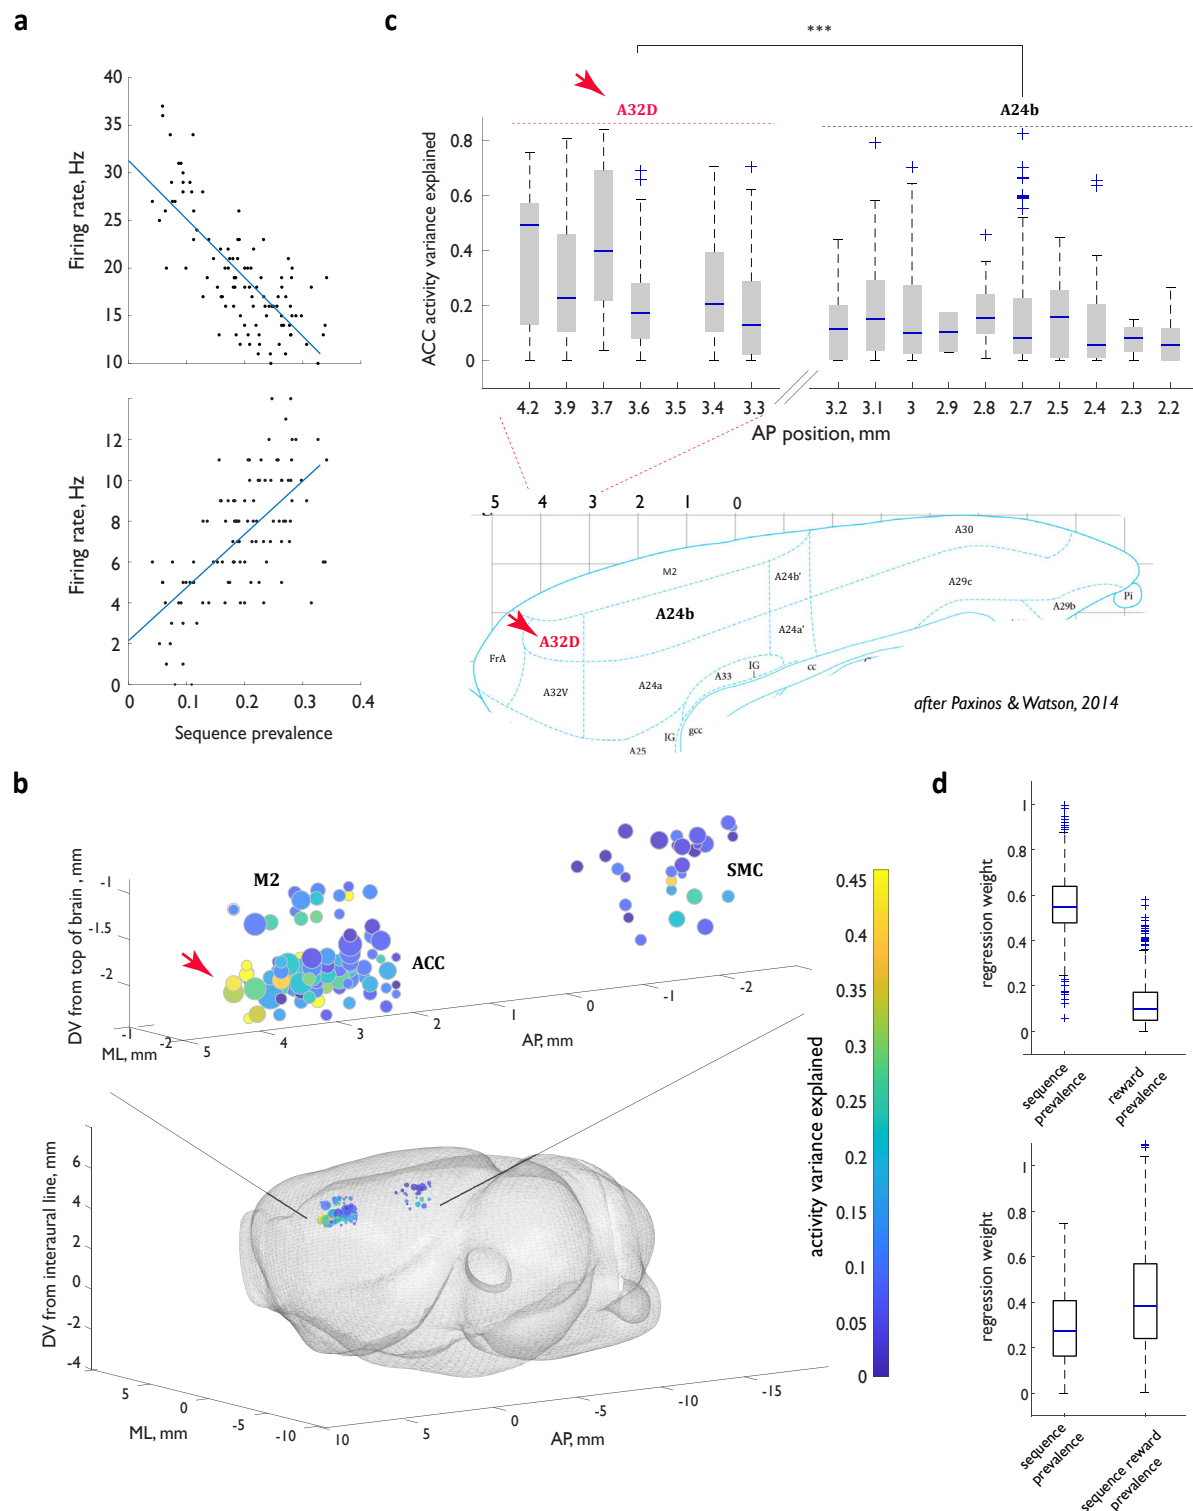 a
Firing rate, Hz
40
35
30
25
20
15
10
Firing rate, Hz
12
10
8
6
4
2
0
0
0.1
0.2
0.3
0.4
Sequence prevalence
c
***
A32D
A24b
ACC activity variance explained
0.8
0.6
0.4
0.2
0
4.2
3.9
3.7
3.6
3.5
3.4
3.3
3.2
3.1
3
2.9
2.8
2.7
2.5
2.4
2.3
2.2
AP position, mm
5
4
3
2
1
0
A30
M2
A24b'
A29c
A24b
A29b
Pi
A32D
A24a'
FrA
IG
cc
A33
A32V
A24a
after Paxinos & Watson, 2014
IG
gcc
A25
b
DV from top of brain , mm
-1
-1.5
-2
M2
ACC
SMC
-1
-2
ML, mm
5
4
3
2
1
0
-1
-2
AP, mm
activity variance explained
0.45
0.4
0.35
0.3
0.25
0.2
0.15
0.1
0.05
0
DV from interaural line, mm
6
4
2
0
-2
-4
5
0
-5
-10
ML, mm
10
5
0
-5
-10
-15
AP, mm
d
regression weight
1
0.8
0.6
0.4
0.2
0
sequence
prevalence
reward
prevalence
regression weight
1
0.8
0.6
0.4
0.2
0
sequence
prevalence
sequence reward
prevalence